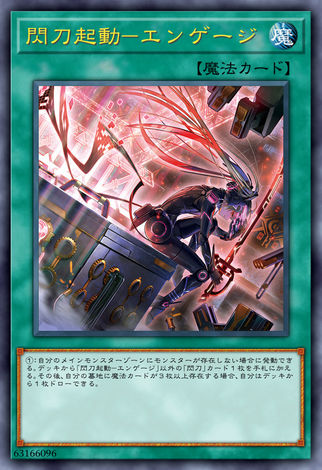 閃刀起動-エンゲージ 魔
【魔法カード】
①:自分のメインモンスターゾーンにモンスターが存在しない場合に発動でき
る。デッキから「閃刀起動-エンゲージ」以外の「閃刀」カード1枚を手札に加え
る。その後、自分の墓地に魔法カードが3枚以上存在する場合、自分はデッキか
ら1枚ドローできる。
63166096